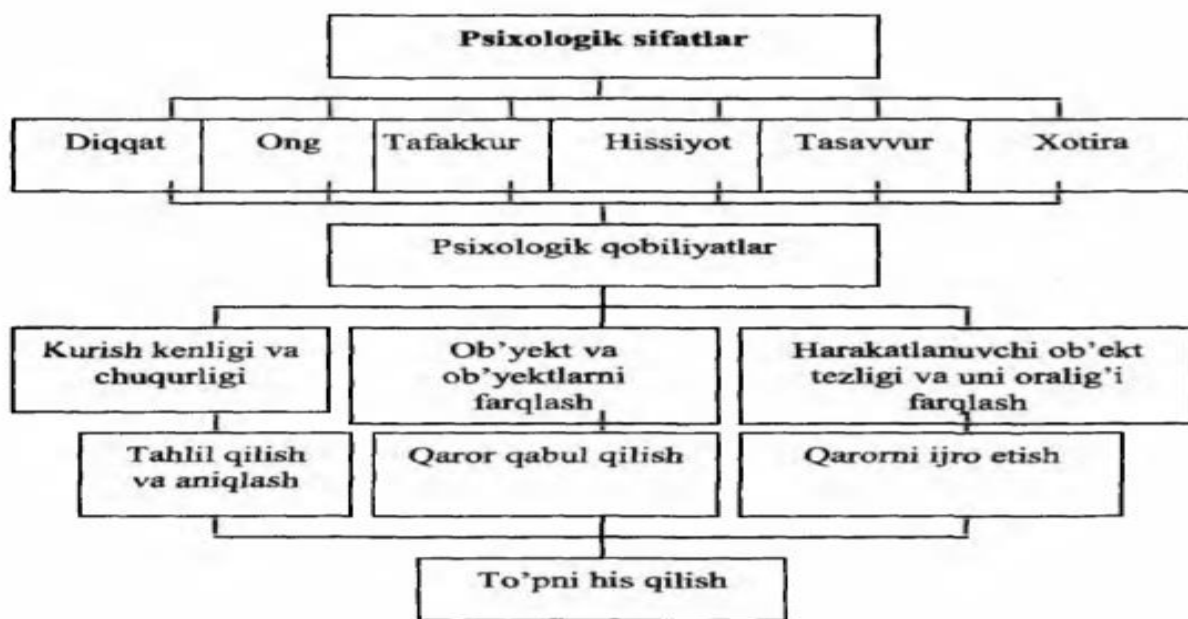 Psixologik sifatlar
Diqqat
Ong
Tafakkur
Hissiyot
Tasavvur
Xotira
Psixologik qobiliyatlar
Kurish kenligi va
chuqurligi
Ob'yekt va
ob'yektlarni
farqlash
Harakatlanuvchi ob'ekt
tezligi va uni oralig'i
farqlash
Tahlil qilish
va aniqlash
Qaror qabul qilish
Qarorni ijro etish
To'pni his qilish